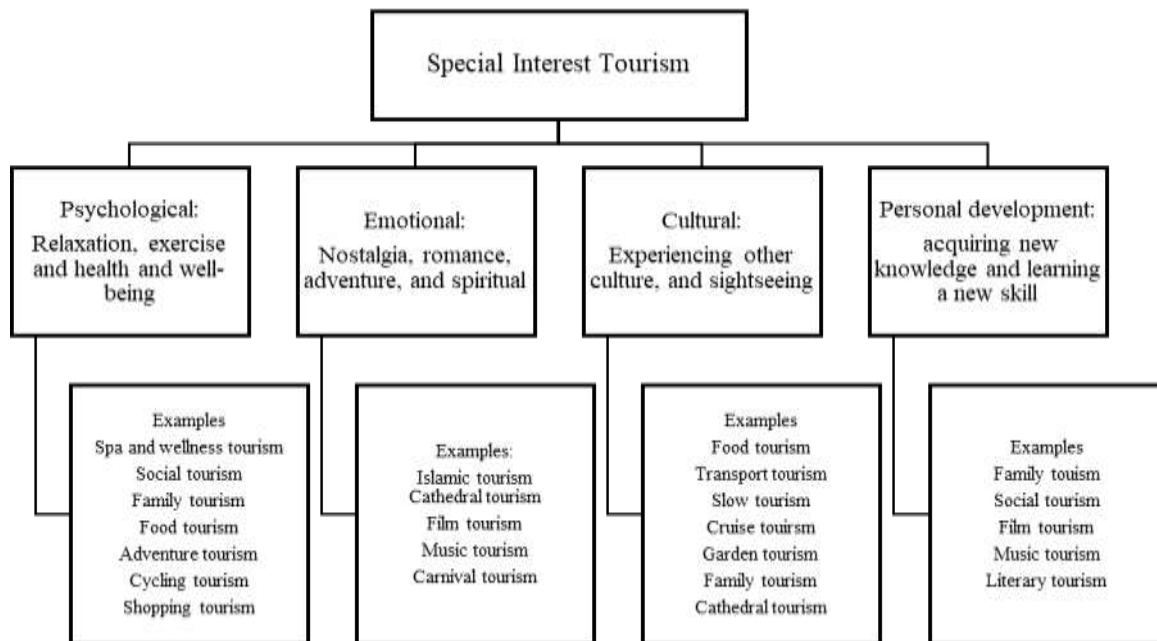 Special Interest Tourism
Psychological:
Relaxation, exercise
and health and well-
being
Emotional:
Nostalgia, romance,
adventure, and spiritual
Cultural:
Experiencing other
culture, and sightseeing
Personal development:
acquiring new
knowledge and learning
a new skill
Examples
Spa and wellness tourism
Social tourism
Family tourism
Food tourism
Adventure tourism
Cycling tourism
Shopping tourism
Examples:
Islamic tourism
Cathedral tourism
Film tourism
Music tourism
Carnival tourism
Examples
Food tourism
Transport tourism
Slow tourism
Cruise touirsm
Garden tourism
Family tourism
Cathedral tourism
Examples
Family touism
Social tourism
Film tourism
Music tourism
Literary tourism